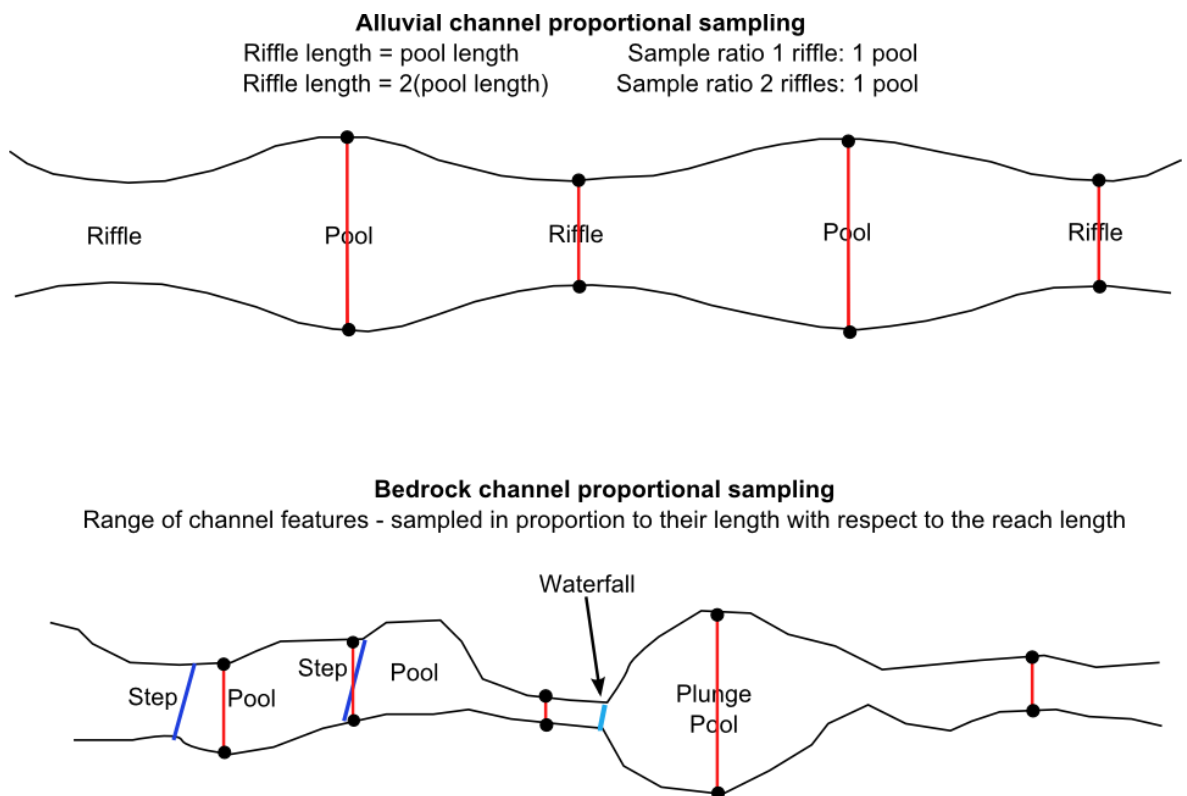 Alluvial channel proportional sampling
Riffle length = pool length Sample ratio 1 riffle: 1 pool
Riffle length = 2(pool length) Sample ratio 2 riffles: 1 pool
Riffle Pool Riffle Pool Riffle
Bedrock channel proportional sampling
Range of channel features - sampled in proportion to their length with respect to the reach length
Waterfall
Step Pool Step Pool
Plunge
Pool